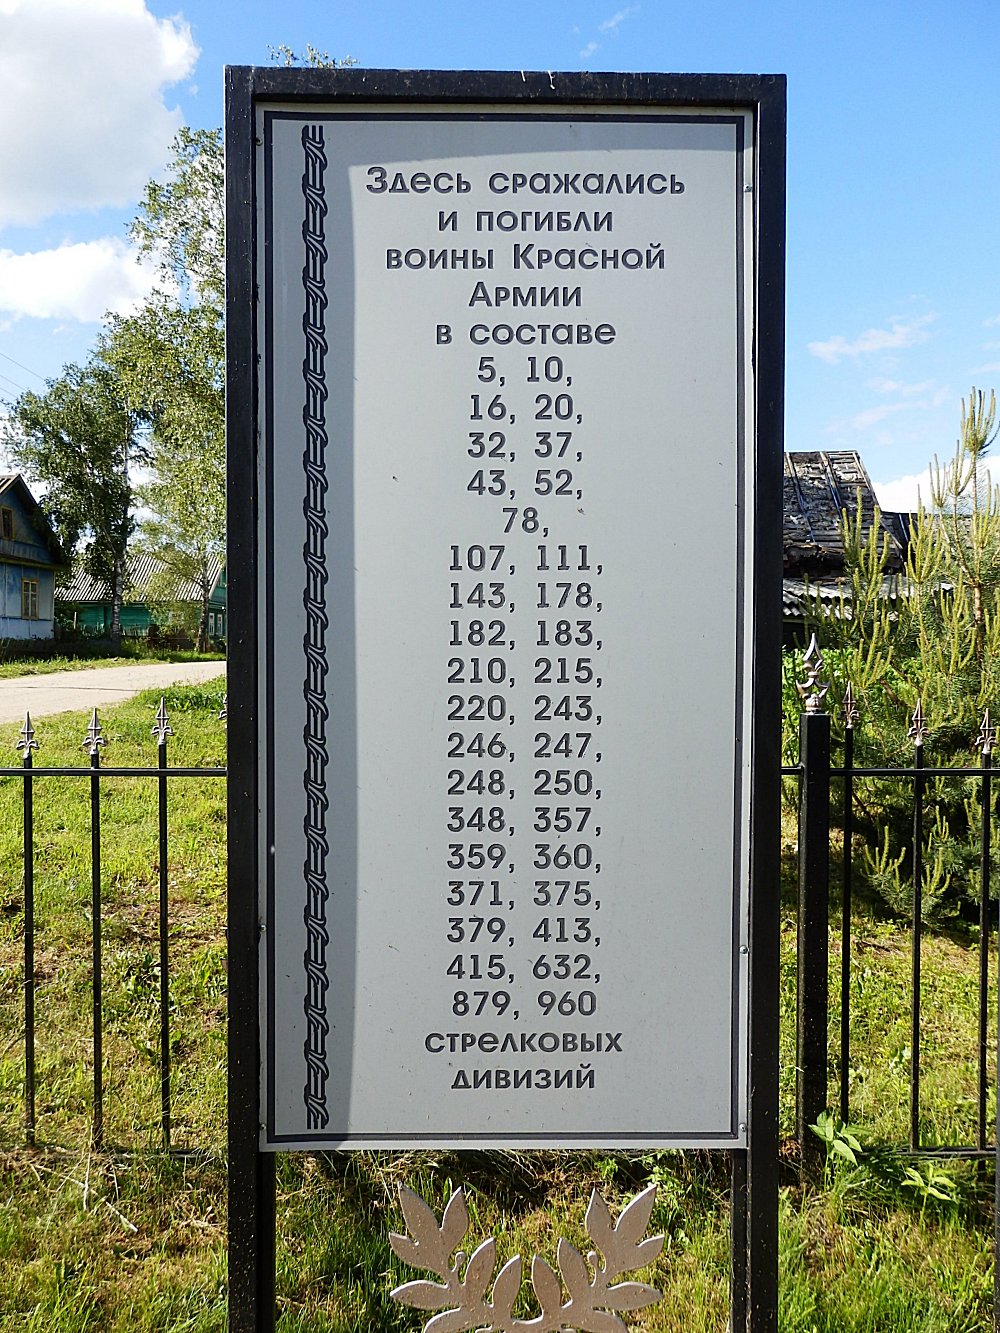 Здесь сражались
и погибли
воины Красной
Армии
в составе
5, 10,
16, 20,
32, 37,
43, 52,
78,
107, 111,
143, 178,
182, 183,
210, 215,
220, 243,
246, 247,
248, 250,
348, 357,
359, 360,
371, 375,
379, 413,
415, 632,
879, 960
стрелковых
дивизий